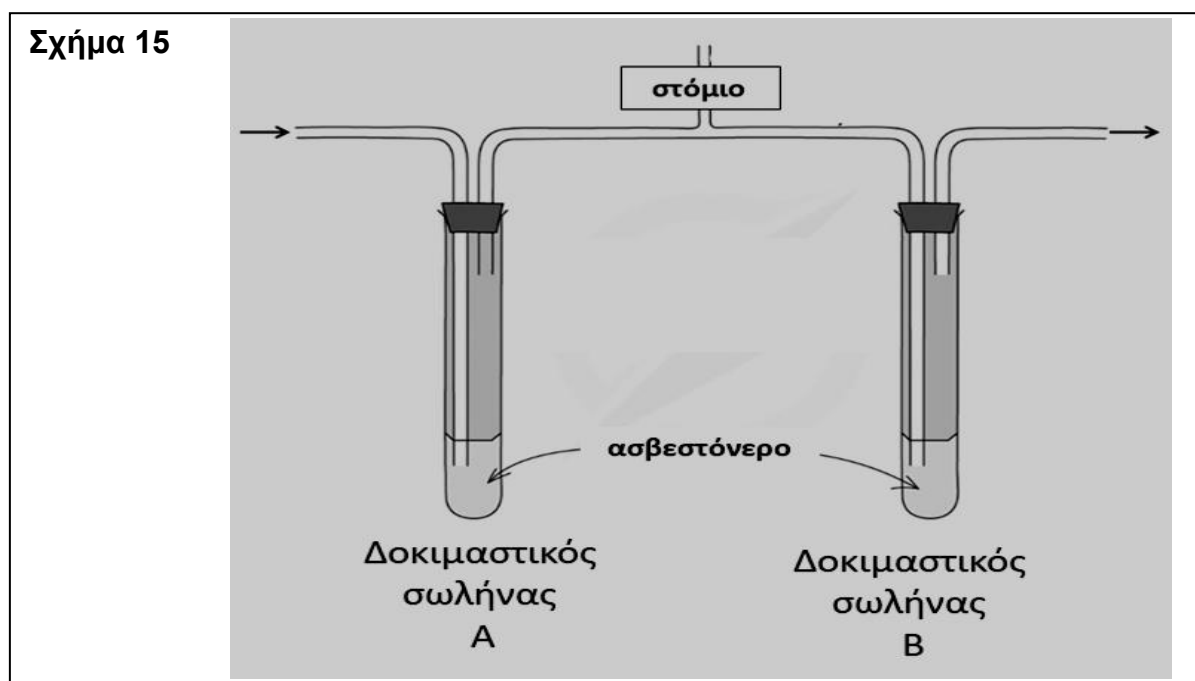 Σχήμα 15
στόμιο
ασβεστόνερο
Δοκιμαστικός
σωλήνας
Α
Δοκιμαστικός
σωλήνας
Β